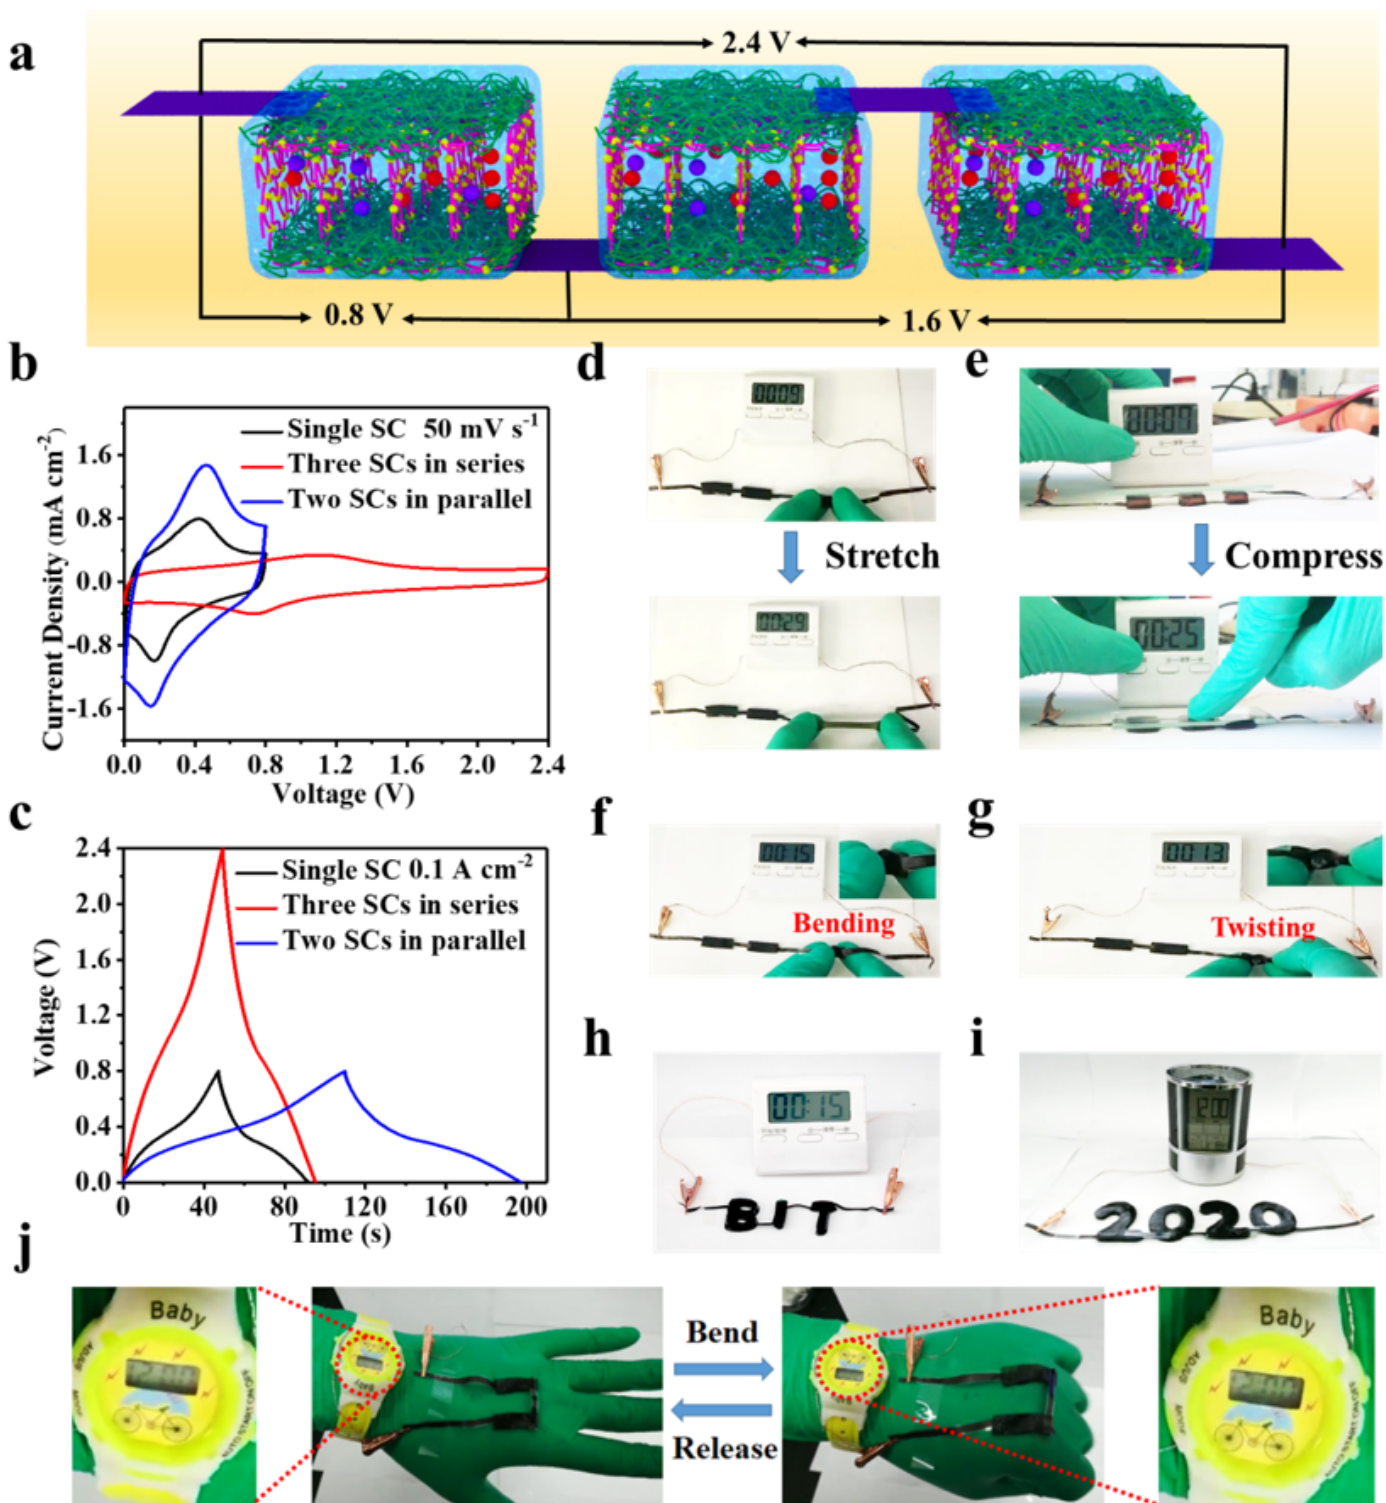 a
2.4 V
0.8 V
1.6 V
b
Single SC 50 mV s⁻¹
Three SCs in series
Two SCs in parallel
1.6
0.8
0.0
-0.8
-1.6
Current Density (mA cm⁻²)
0.0 0.4 0.8 1.2 1.6 2.0 2.4
Voltage (V)
c
Single SC 0.1 A cm⁻²
Three SCs in series
Two SCs in parallel
2.4
2.0
1.6
1.2
0.8
0.4
0.0
Voltage (V)
0 40 80 120 160 200
Time (s)
d
00:09
Stretch
00:29
e
00:07
Compress
00:25
f
00:15
Bending
g
00:13
Twisting
h
00:15
BIT
i
12:00
2020
j
Baby
Bend
Release
Baby